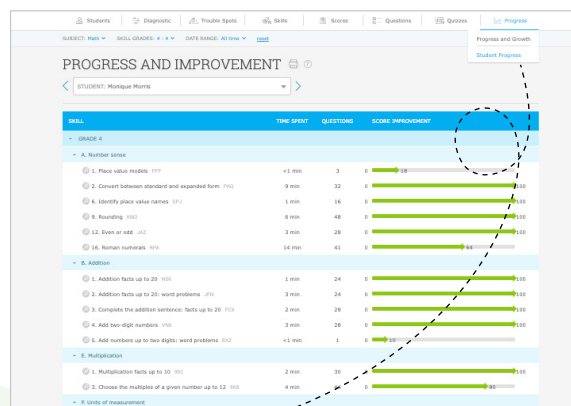 Students Diagnostic Trouble Spots Skills Scores Questions Quizzes Progress
SUBJECT: Math SKILL-GRADES: 4 - 4 DATE RANGE: All time reset
Progress and Growth
Student Progress
PROGRESS AND IMPROVEMENT
STUDENT: Monique Morris
SKILL TIME SPENT QUESTIONS SCORE IMPROVEMENT
GRADE 4
A. Number sense
1. Place value models FFF <1 min 3 0 18
2. Convert between standard and expanded form 9 min 32 0 100
6. Identify place value names 1 min 16 0 100
9. Rounding 6 min 48 0 100
12. Even or odd 3 min 28 0 100
16. Roman numerals 14 min 41 0 64
B. Addition
1. Addition facts up to 20 1 min 24 0 100
2. Addition facts up to 20: word problems 3 min 24 0 100
3. Complete the addition sentence: facts up to 20 2 min 29 0 100
4. Add two-digit numbers 3 min 28 0 100
5. Add numbers up to two digits: word problems <1 min 1 0 10
E. Multiplication
1. Multiplication facts up to 10 2 min 30 0 100
3. Choose the multiples of a given number up to 12 4 min 0 80
F. Units of measurement